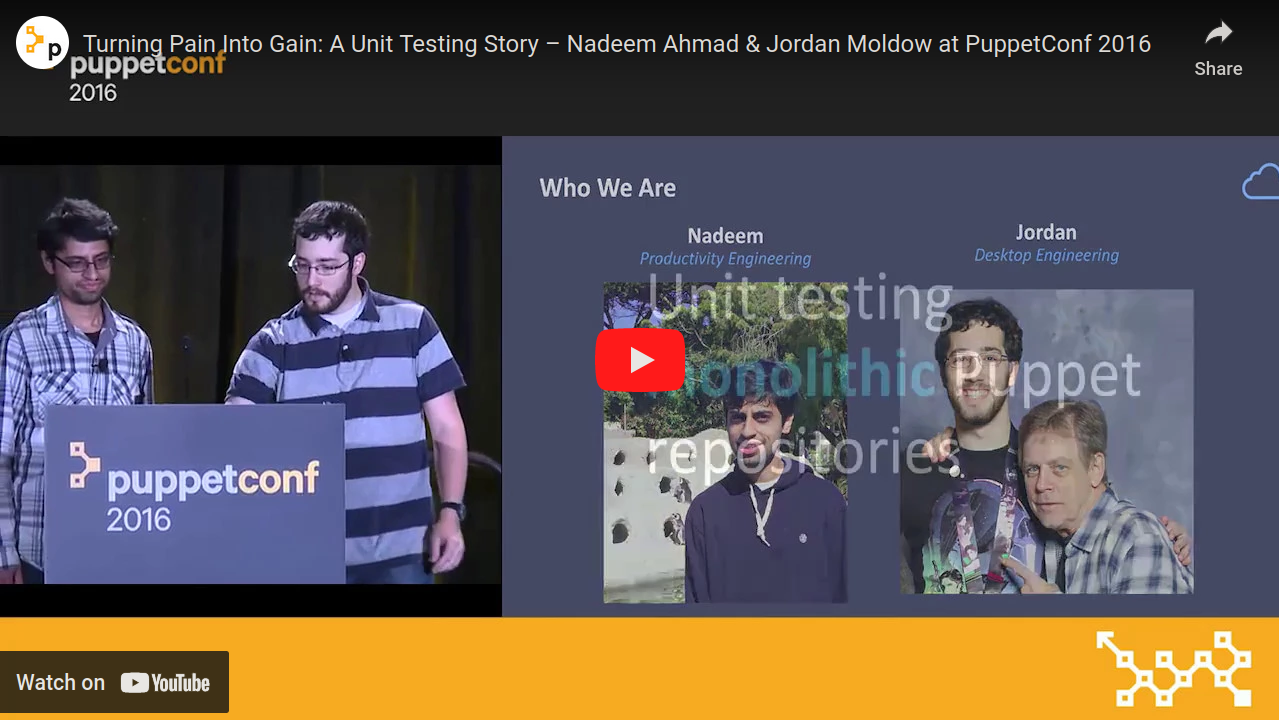 Turning Pain Into Gain: A Unit Testing Story – Nadeem Ahmad & Jordan Moldow at PuppetConf 2016
p
puppetconf
2016
Share
Who We Are
Nadeem
Productivity Engineering
Jordan
Desktop Engineering
Unit testing
monolithic Puppet
repositories.
puppetconf
2016
Watch on YouTube